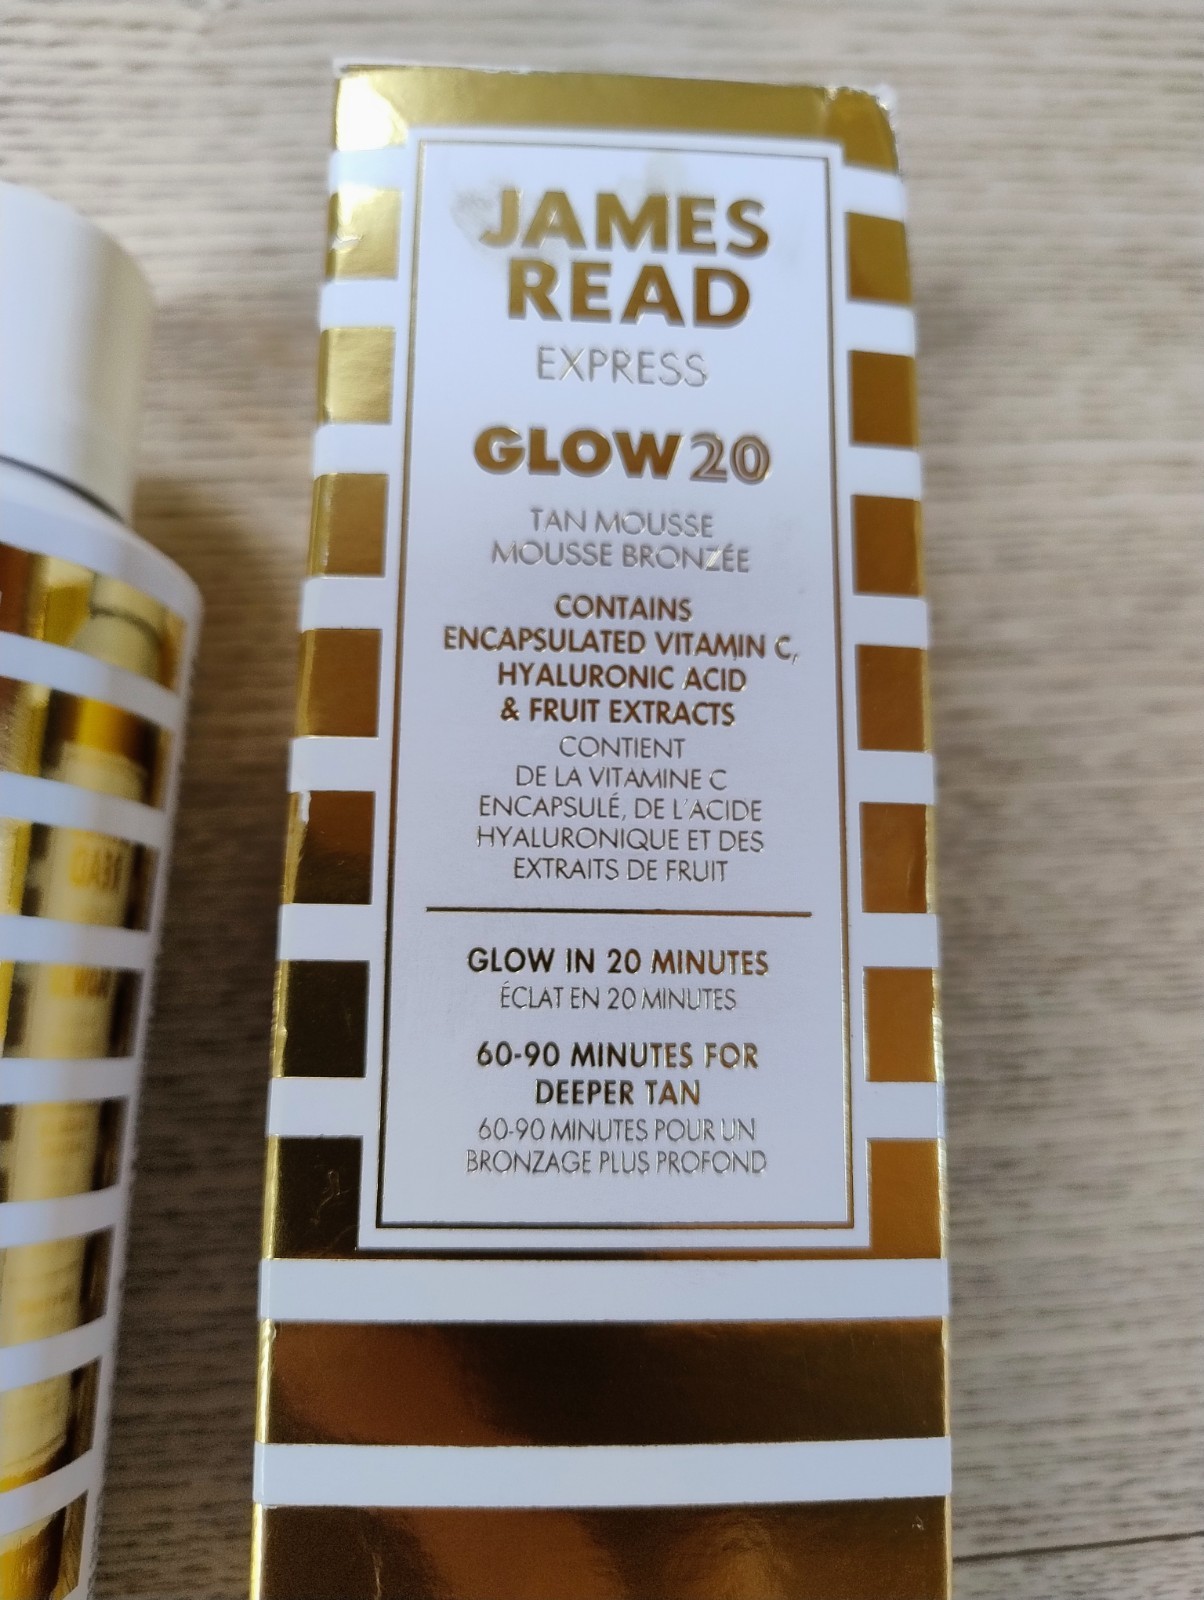 JAMES
READ
EXPRESS
GLOW20
TAN MOUSSE
MOUSSE BRONZÉE
CONTAINS
ENCAPSULATED VITAMIN C,
HYALURONIC ACID
& FRUIT EXTRACTS
CONTIENT
DE LA VITAMINE C
ENCAPSULÉ, DE L'ACIDE
HYALURONIQUE ET DES
EXTRAITS DE FRUIT
GLOW IN 20 MINUTES
ÉCLAT EN 20 MINUTES
60-90 MINUTES FOR
DEEPER TAN
60-90 MINUTES POUR UN
BRONZAGE PLUS PROFOND